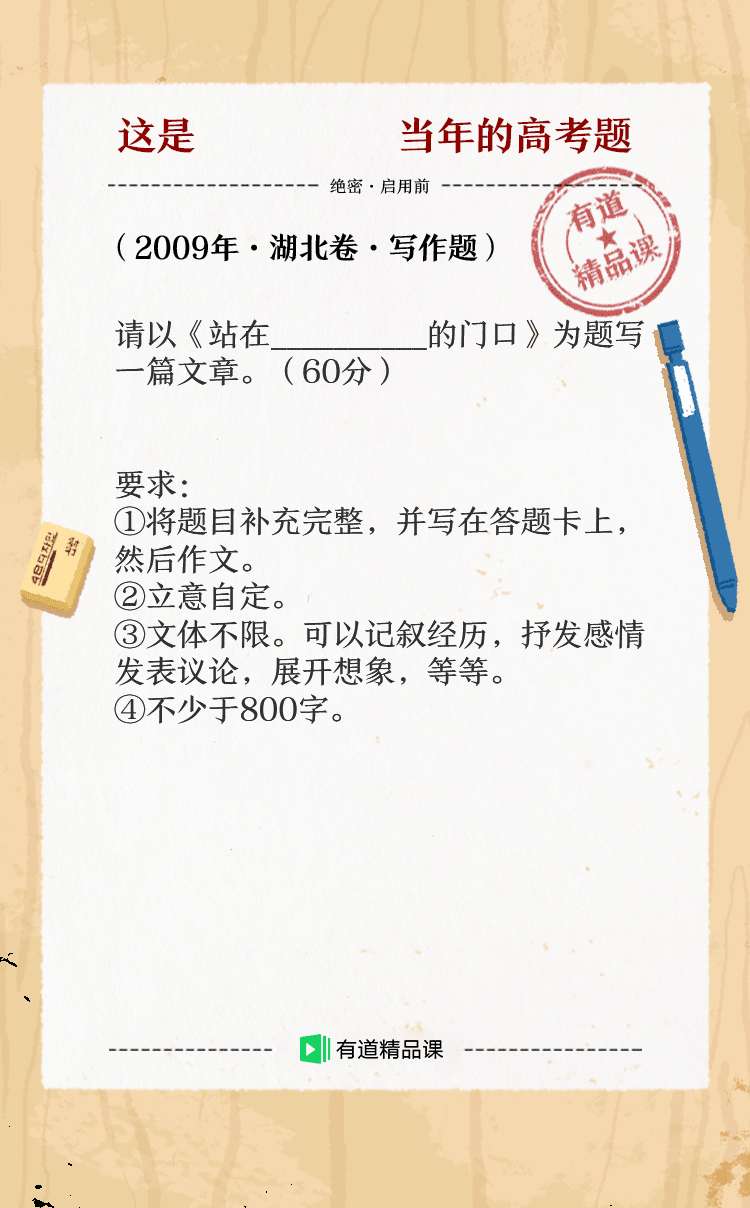 这是 当年的高考题
绝密·启用前
有道
精品课
（2009年·湖北卷·写作题）
请以《站在__________的门口》为题写
一篇文章。（60分）
要求：
①将题目补充完整，并写在答题卡上，
然后作文。
②立意自定。
③文体不限。可以记叙经历，抒发感情
发表议论，展开想象，等等。
④不少于800字。
有道精品课